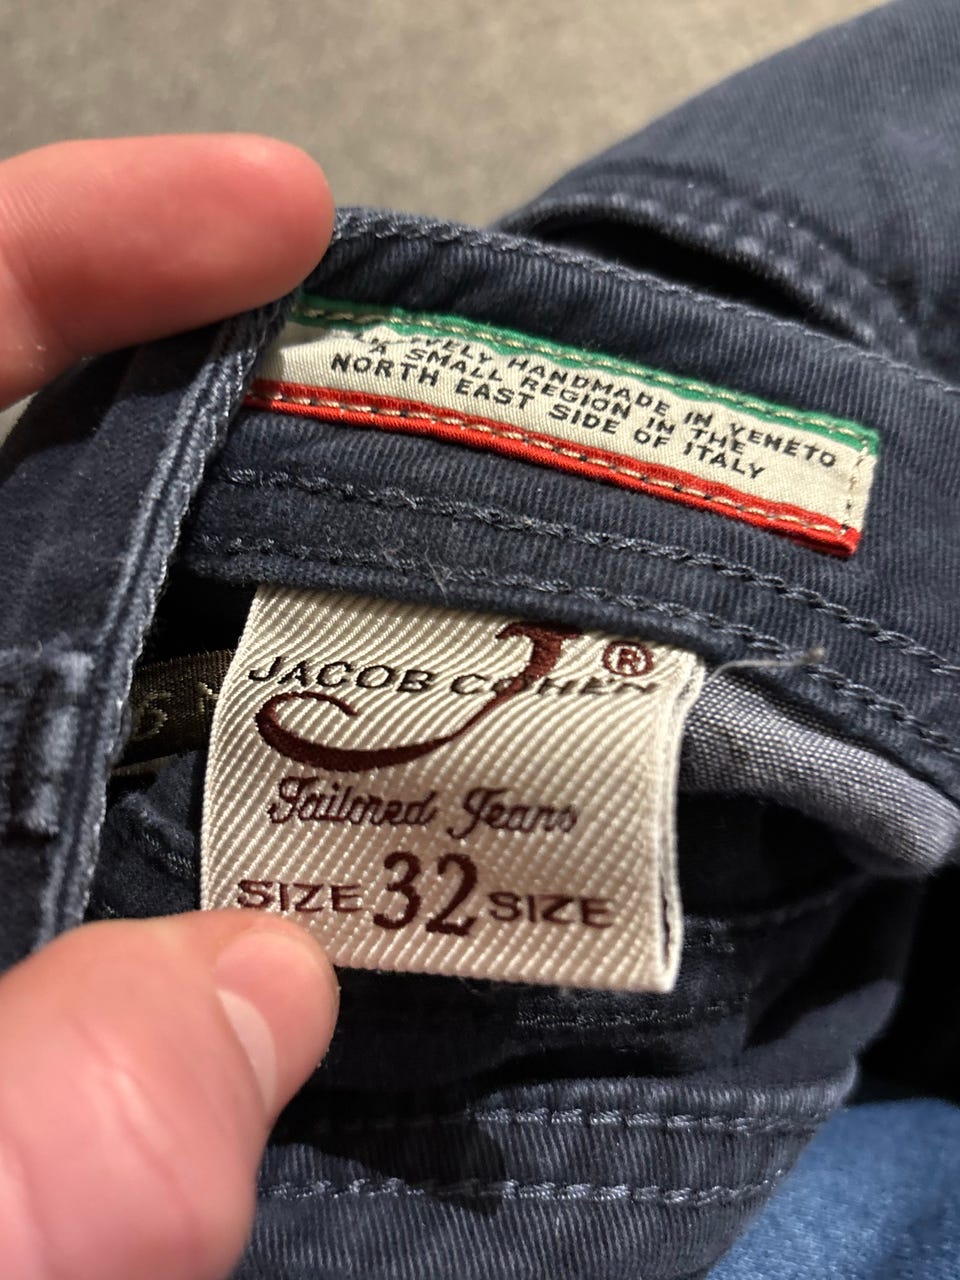 HANDMADE IN VENETO
A SMALL REGION IN THE
NORTH EAST SIDE OF ITALY
J ®
JACOB COHEN
Tailored Jeans
SIZE 32 SIZE